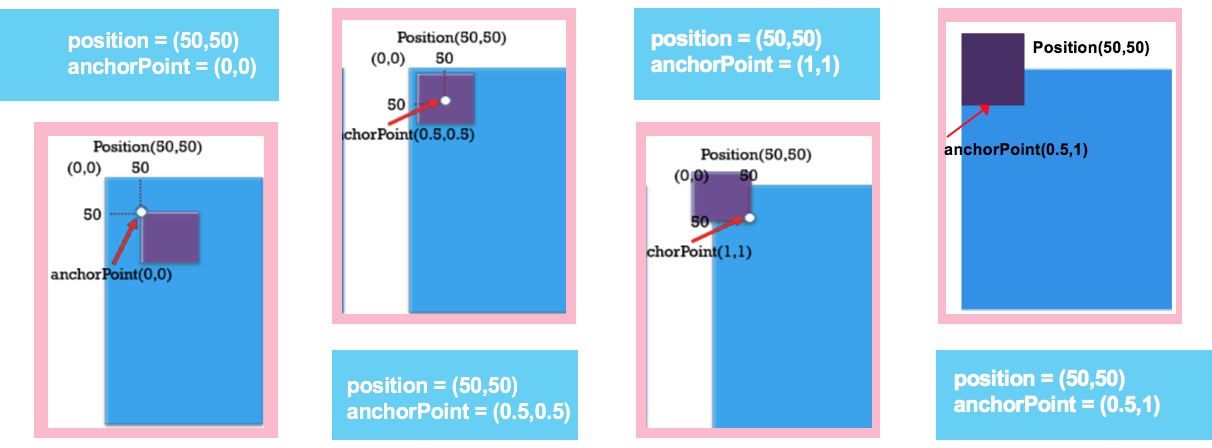 position = (50,50)
anchorPoint = (0,0)
Position(50,50)
(0,0) 50
50
anchorPoint(0,0)
Position(50,50)
(0,0) 50
50
chorPoint(0.5,0.5)
position = (50,50)
anchorPoint = (0.5,0.5)
position = (50,50)
anchorPoint = (1,1)
Position(50,50)
(0,0) 50
50
chorPoint(1,1)
Position(50,50)
anchorPoint(0.5,1)
position = (50,50)
anchorPoint = (0.5,1)